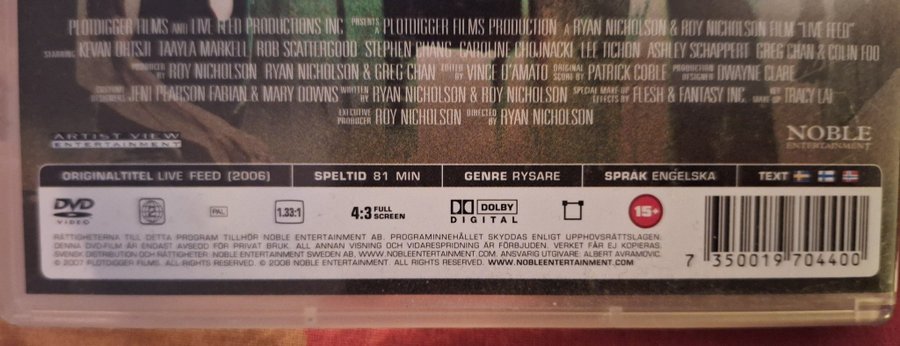 PLOTDIGGER FILMS AND LIVE FEED PRODUCTIONS INC PRESENTS A PLOTDIGGER FILMS PRODUCTION A RYAN NICHOLSON & ROY NICHOLSON FILM "LIVE FEED"
STARRING KEVAN OHTSJI TAAYLA MARKELL ROB SCATTERGOOD STEPHEN CHANG CAROLINE CHOJNACKI LEE TICHON ASHLEY SCHAPPERT GREG CHAN & COLIN FOO
PRODUCED BY ROY NICHOLSON RYAN NICHOLSON & GREG CHAN EDITED BY VINCE D'AMATO ORIGINAL SCORE BY PATRICK COBLE PRODUCTION DESIGNER DWAYNE CLARE
COSTUME DESIGNERS JENI PEARSON FABIAN & MARY DOWNS WRITTEN BY RYAN NICHOLSON & ROY NICHOLSON SPECIAL MAKE-UP EFFECTS BY FLESH & FANTASY INC. KEY MAKE-UP TRACY LAI
EXECUTIVE PRODUCER ROY NICHOLSON DIRECTED BY RYAN NICHOLSON
ARTIST VIEW
ENTERTAINMENT
NOBLE
ENTERTAINMENT
ORIGINALTITEL LIVE FEED (2006) SPELTID 81 MIN GENRE RYSARE SPRÅK ENGELSKA TEXT
DVD VIDEO 2 PAL 1.33:1 4:3 FULL SCREEN DOLBY DIGITAL 15+
RÄTTIGHETERNA TILL DETTA PROGRAM TILLHÖR NOBLE ENTERTAINMENT AB. PROGRAMINNEHÅLLET SKYDDAS ENLIGT UPPHOVSRÄTTSLAGEN.
DENNA DVD-FILM ÄR ENDAST AVSEDD FÖR PRIVAT BRUK. ALL ANNAN VISNING OCH VIDARESPRIDNING ÄR FÖRBJUDEN. VERKET FÅR EJ KOPIERAS.
SVENSK DISTRIBUTION OCH RÄTTIGHETER: NOBLE ENTERTAINMENT SWEDEN AB, WWW.NOBLEENTERTAINMENT.COM. ANSVARIG UTGIVARE: ALBERT AVRAMOVIC.
© 2007 PLOTDIGGER FILMS. ALL RIGHTS RESERVED. © 2008 NOBLE ENTERTAINMENT. ALL RIGHTS RESERVED. WWW.NOBLEENTERTAINMENT.COM
7 350019 704400